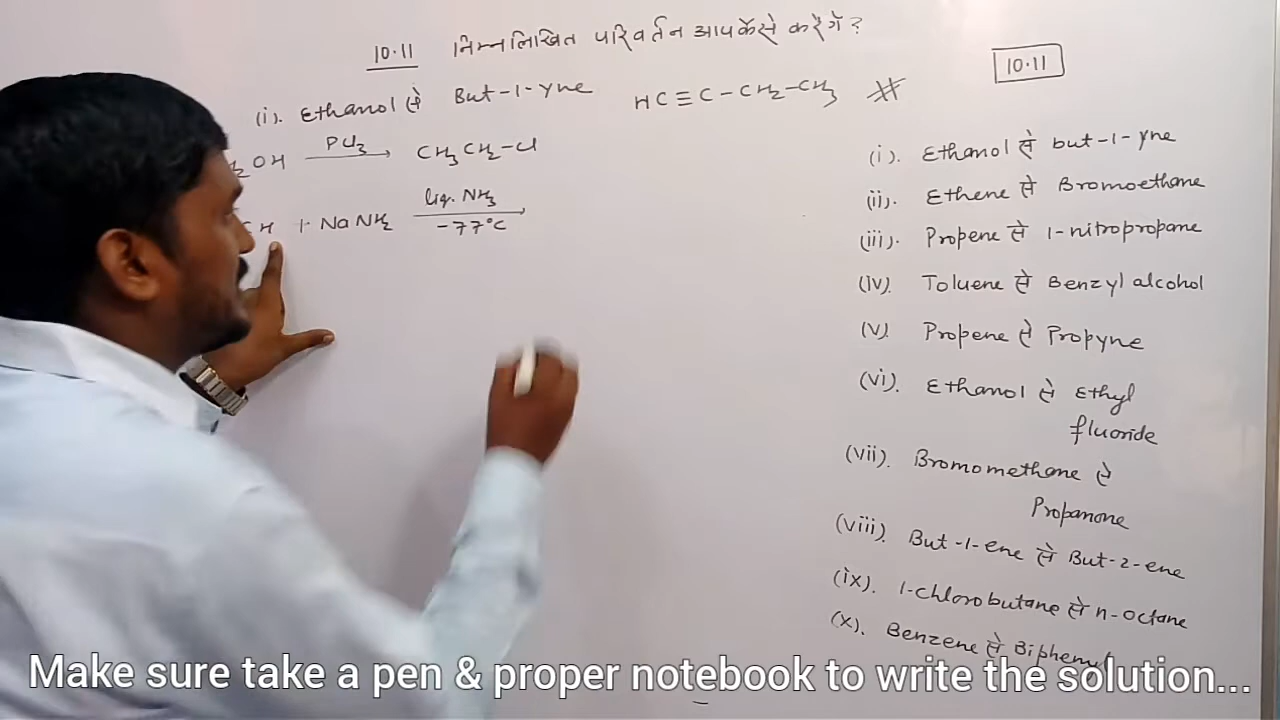 10.11 निम्नलिखित परिवर्तन आप कैसे करेंगे?
(i). Ethanol से But-1-yne HC≡C-CH₂-CH₃
₂OH PCl₃ CH₃CH₂-Cl
CH + NaNH₂ liq. NH₃
-77°C
10.11
(i). Ethanol से but-1-yne
(ii). Ethene से Bromoethane
(iii). Propene से 1-nitropropane
(iv). Toluene से Benzyl alcohol
(v). Propene से Propyne
(vi). Ethanol से Ethyl
fluoride
(vii). Bromomethane से
Propanone
(viii). But-1-ene से But-2-ene
(ix). 1-chlorobutane से n-octane
(x). Benzene से Biphenyl
Make sure take a pen & proper notebook to write the solution...